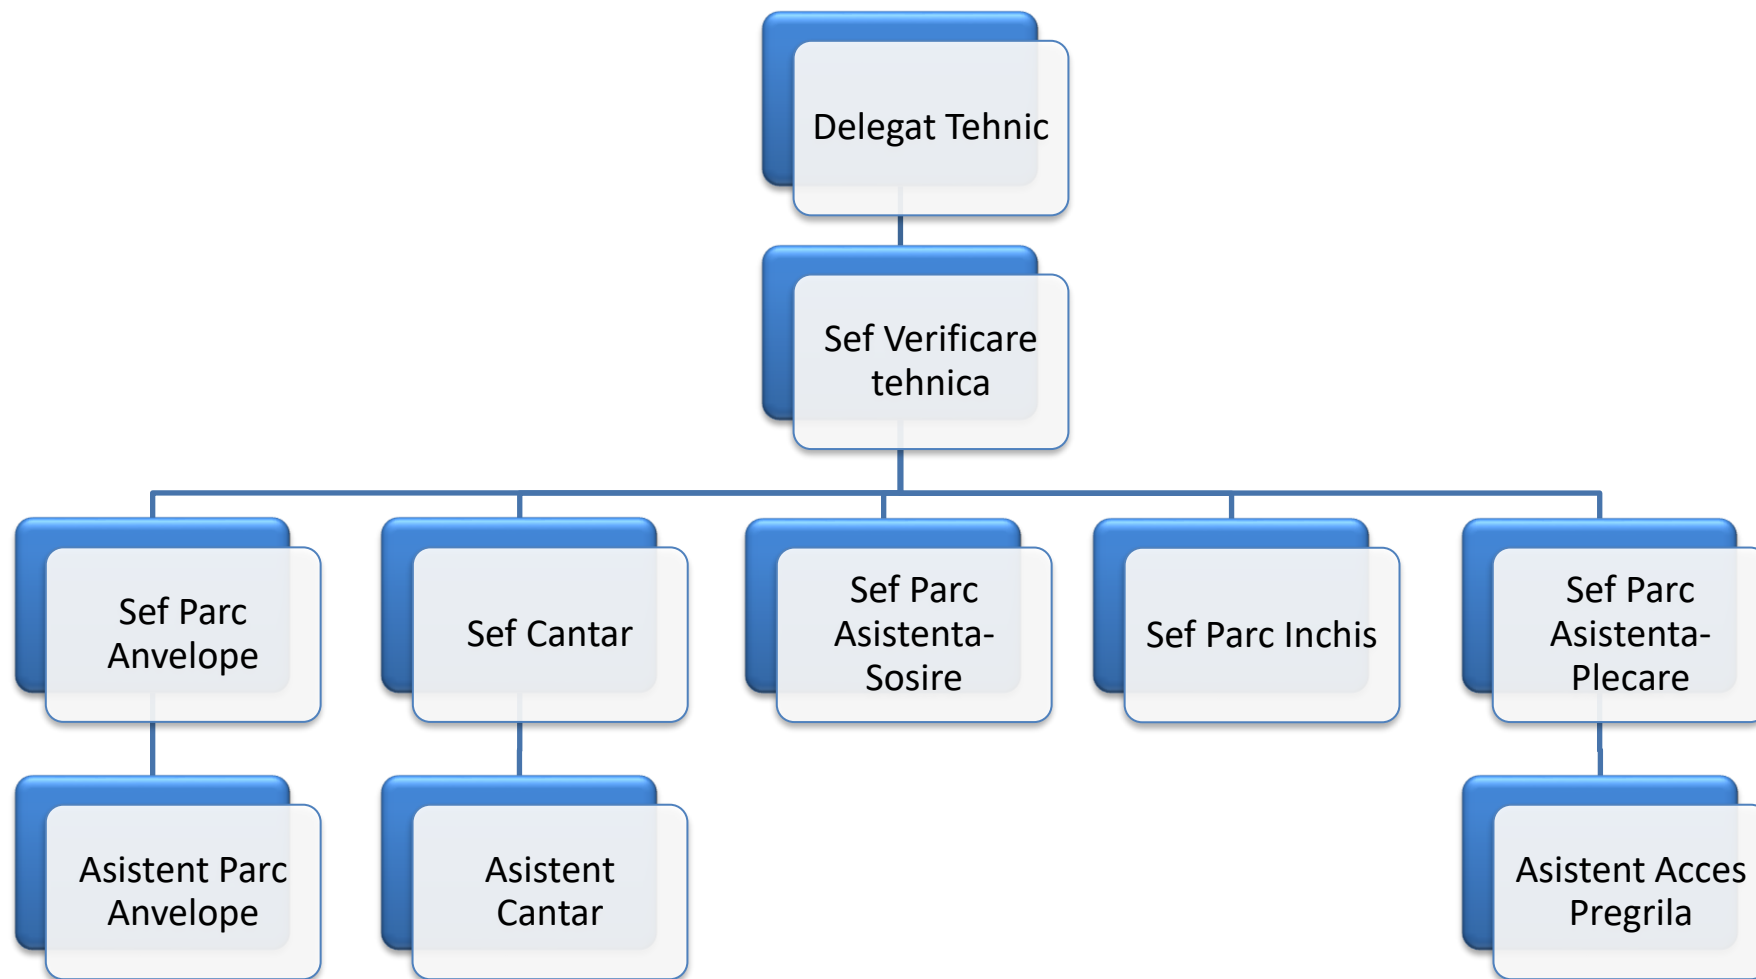 Delegat Tehnic
Sef Verificare
tehnica
Sef Parc
Anvelope
Sef Cantar
Sef Parc
Asistenta-
Sosire
Sef Parc Inchis
Sef Parc
Asistenta-
Plecare
Asistent Parc
Anvelope
Asistent
Cantar
Asistent Acces
Pregrila